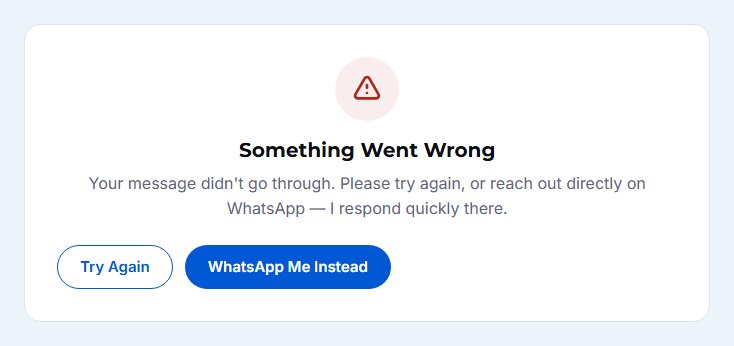 Something Went Wrong
Your message didn't go through. Please try again, or reach out directly on
WhatsApp — I respond quickly there.
Try Again
WhatsApp Me Instead